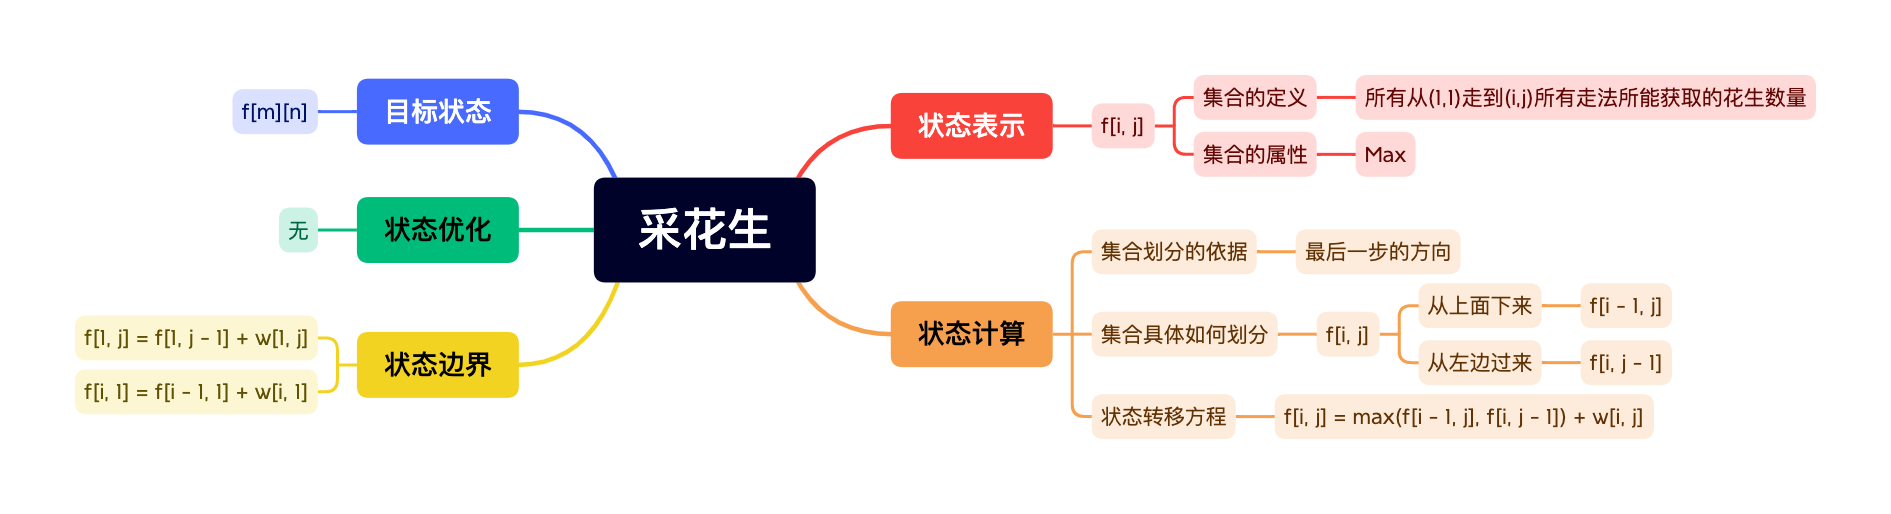 采花生
目标状态
f[m][n]
状态优化
无
状态边界
f[1, j] = f[1, j - 1] + w[1, j]
f[i, 1] = f[i - 1, 1] + w[i, 1]
状态表示
f[i, j]
集合的定义
所有从(1,1)走到(i,j)所有走法所能获取的花生数量
集合的属性
Max
状态计算
集合划分的依据
最后一步的方向
集合具体如何划分
f[i, j]
从上面下来
f[i - 1, j]
从左边过来
f[i, j - 1]
状态转移方程
f[i, j] = max(f[i - 1, j], f[i, j - 1]) + w[i, j]